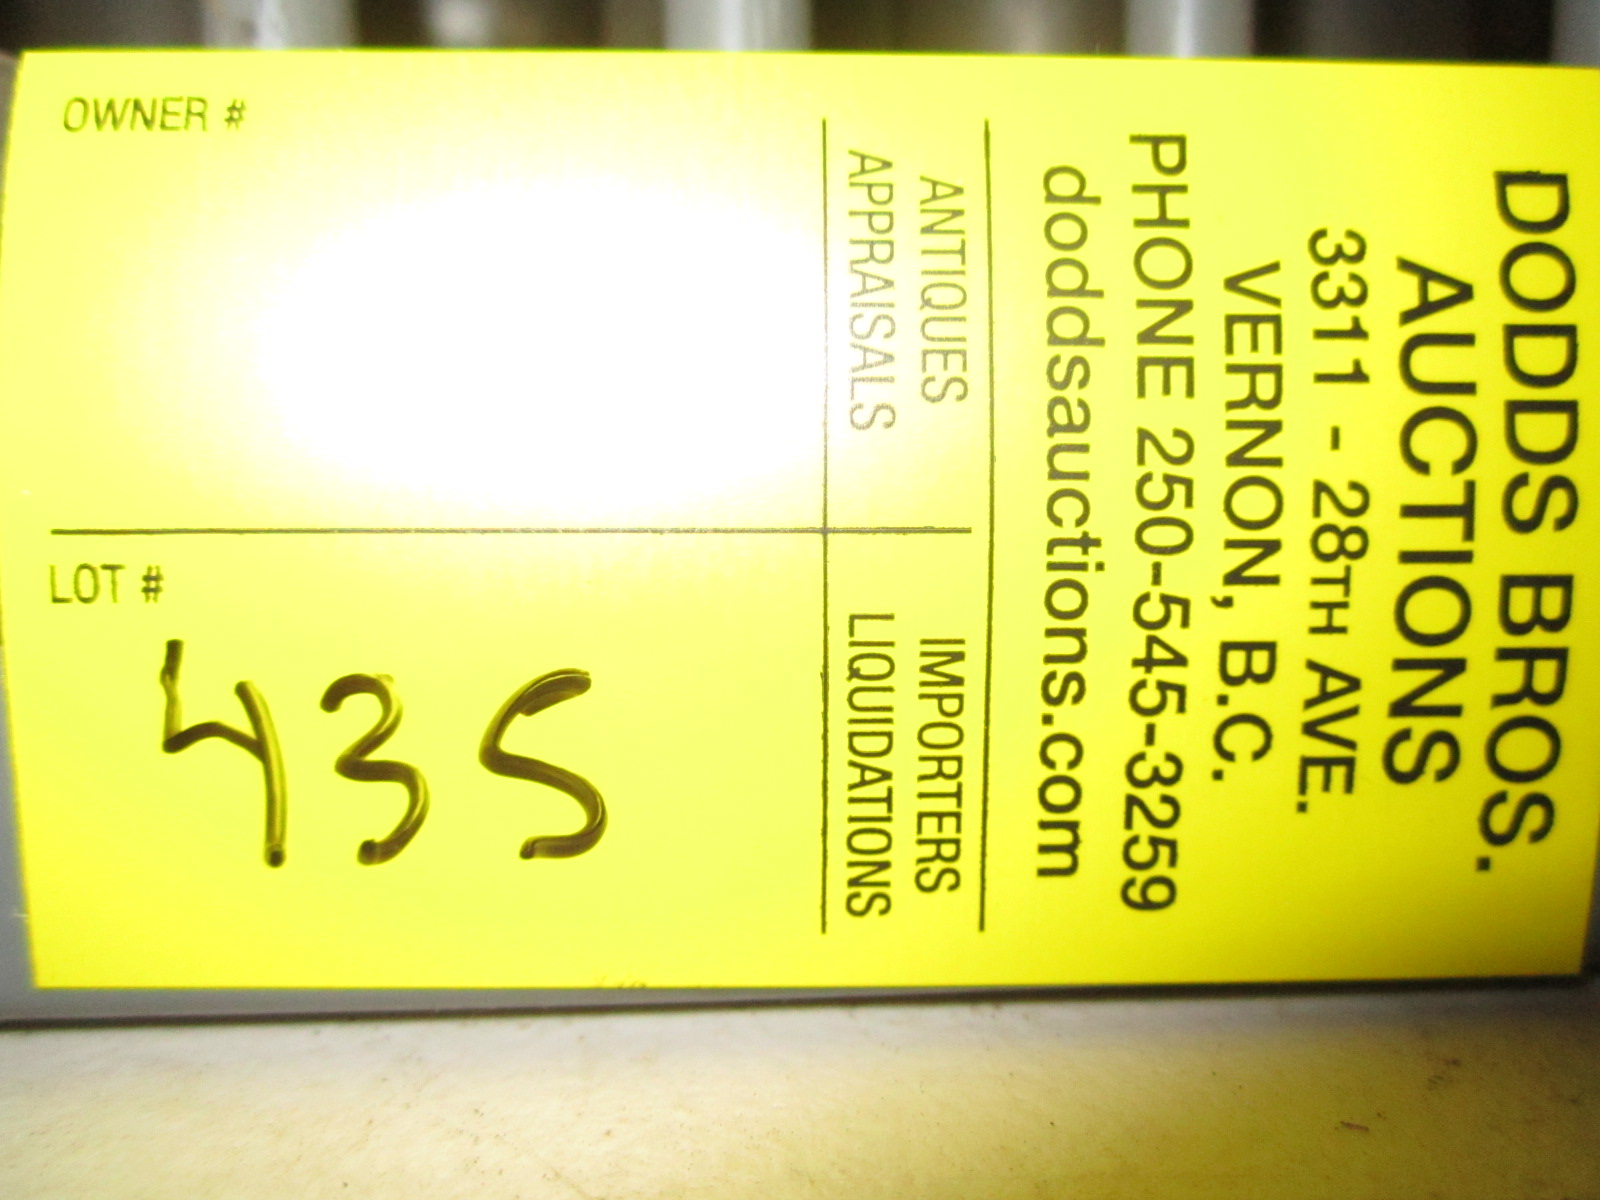 DODDS BROS.
AUCTIONS
3311 - 28TH AVE.
VERNON, B.C.
PHONE 250-545-3259
doddsauctions.com
ANTIQUES
APPRAISALS
IMPORTERS
LIQUIDATIONS
OWNER #
LOT #
435